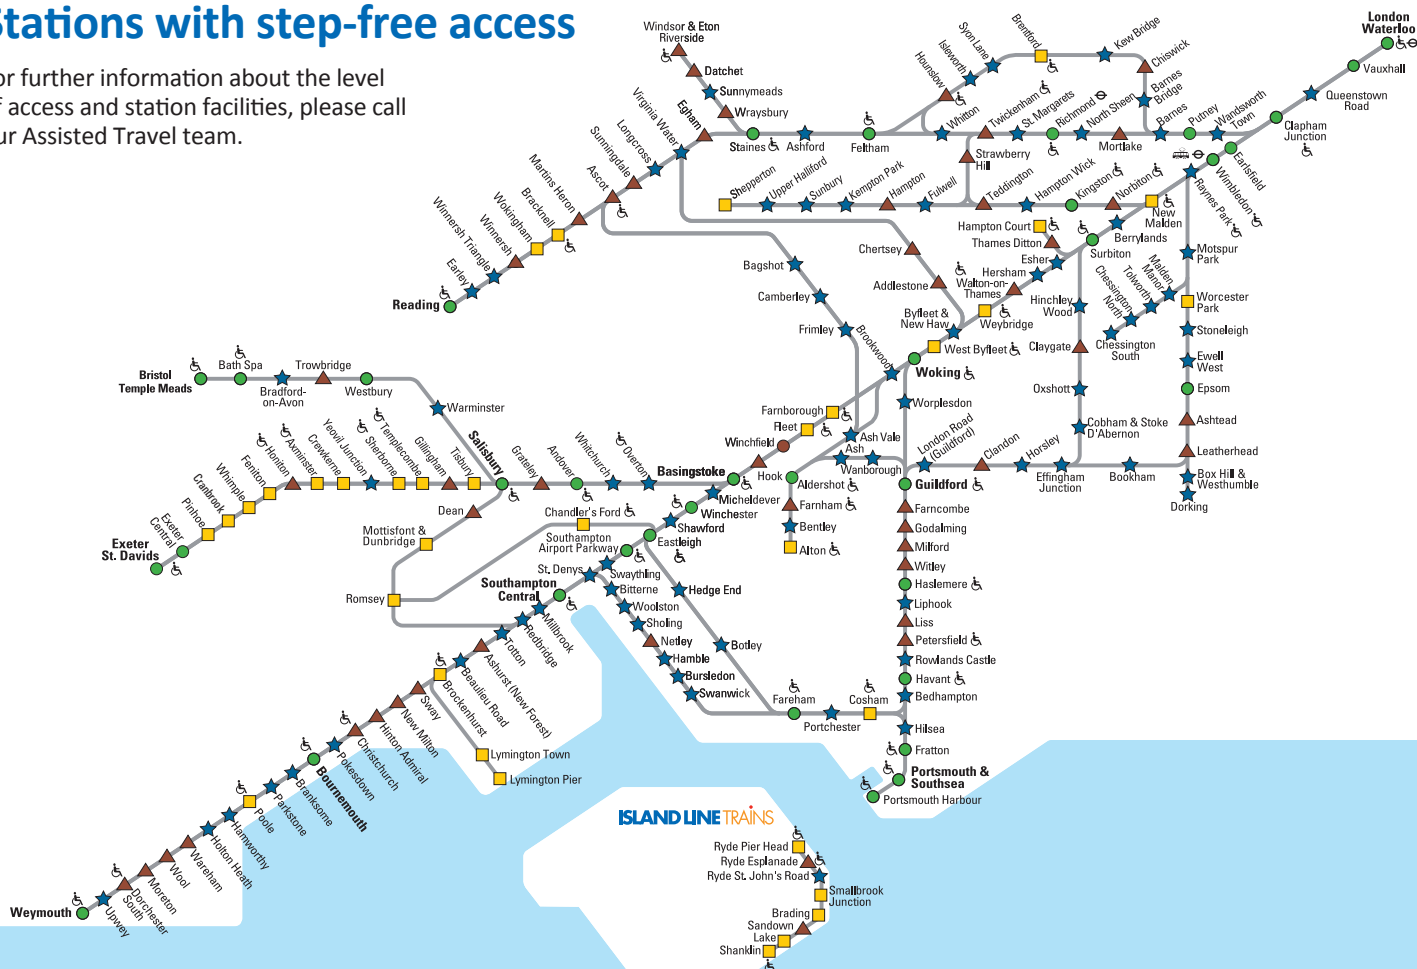 Stations with step-free access
or further information about the level
f access and station facilities, please call
ur Assisted Travel team.
London
Waterloo
Vauxhall
Queenstown
Road
Clapham
Junction
Windsor & Eton
Riverside
Datchet
Sunnymeads
Wraysbury
Staines
Ashford
Feltham
Hounslow
Isleworth
Syon Lane
Brentford
Kew Bridge
Chiswick
Barnes
Bridge
Whitton
Twickenham
St. Margarets
Richmond
North Sheen
Mortlake
Barnes
Putney
Wandsworth
Town
Earlsfield
Wimbledon
Raynes Park
Strawberry
Hill
Shepperton
Upper Halliford
Sunbury
Kempton Park
Hampton
Fulwell
Teddington
Hampton Wick
Kingston
Norbiton
New
Malden
Berrylands
Surbiton
Hampton Court
Thames Ditton
Esher
Hersham
Walton-on-
Thames
Weybridge
Byfleet &
New Haw
West Byfleet
Woking
Brookwood
Chertsey
Addlestone
Egham
Virginia Water
Longcross
Sunningdale
Ascot
Martins Heron
Bracknell
Wokingham
Winnersh
Winnersh Triangle
Earley
Reading
Bagshot
Camberley
Frimley
Motspur
Park
Malden
Manor
Tolworth
Chessington
North
Chessington
South
Worcester
Park
Stoneleigh
Ewell
West
Epsom
Ashtead
Leatherhead
Box Hill &
Westhumble
Dorking
Hinchley
Wood
Claygate
Oxshott
Cobham & Stoke
D'Abernon
Worplesdon
London Road
(Guildford)
Clandon
Horsley
Effingham
Junction
Bookham
Bristol
Temple Meads
Bath Spa
Bradford-
on-Avon
Trowbridge
Westbury
Warminster
Salisbury
Exeter
St. Davids
Exeter
Central
Pinhoe
Cranbrook
Whimple
Feniton
Honiton
Axminster
Crewkerne
Yeovil Junction
Sherborne
Templecombe
Gillingham
Tisbury
Grateley
Andover
Whitchurch
Overton
Basingstoke
Winchfield
Hook
Fleet
Farnborough
Ash Vale
Ash
Wanborough
Aldershot
Farnham
Bentley
Alton
Guildford
Farncombe
Godalming
Milford
Witley
Haslemere
Liphook
Liss
Petersfield
Rowlands Castle
Havant
Bedhampton
Hilsea
Fratton
Portsmouth &
Southsea
Portsmouth Harbour
Dean
Mottisfont &
Dunbridge
Romsey
Chandler's Ford
Micheldever
Winchester
Shawford
Eastleigh
Southampton
Airport Parkway
Swaythling
St. Denys
Southampton
Central
Millbrook
Redbridge
Totton
Ashurst (New Forest)
Beaulieu Road
Brockenhurst
Bitterne
Woolston
Sholing
Netley
Hamble
Bursledon
Swanwick
Hedge End
Botley
Fareham
Portchester
Cosham
Lymington Town
Lymington Pier
Sway
New Milton
Hinton Admiral
Christchurch
Pokesdown
Bournemouth
Branksome
Parkstone
Poole
Hamworthy
Holton Heath
Wareham
Wool
Moreton
Dorchester
South
Upwey
Weymouth
ISLAND LINE TRAINS
Ryde Pier Head
Ryde Esplanade
Ryde St. John's Road
Smallbrook
Junction
Brading
Sandown
Lake
Shanklin